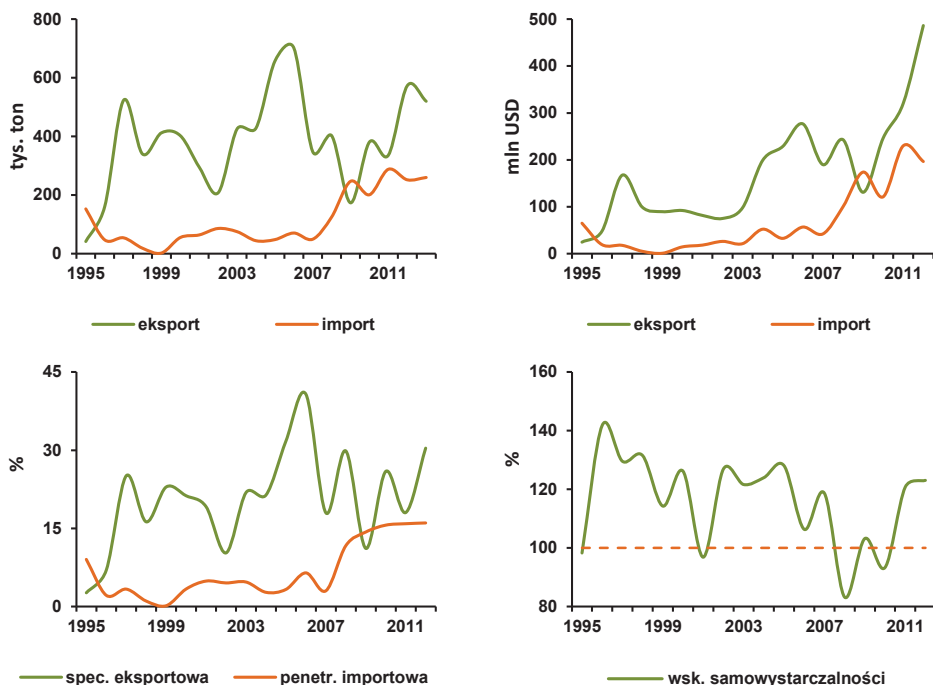 800
600
400
200
0
tys. ton
1995 1999 2003 2007 2011
eksport import
500
400
300
200
100
0
mln USD
1995 1999 2003 2007 2011
eksport import
45
30
15
0
%
1995 1999 2003 2007 2011
spec. eksportowa penetr. importowa
160
140
120
100
80
%
1995 1999 2003 2007 2011
wsk. samowystarczalności